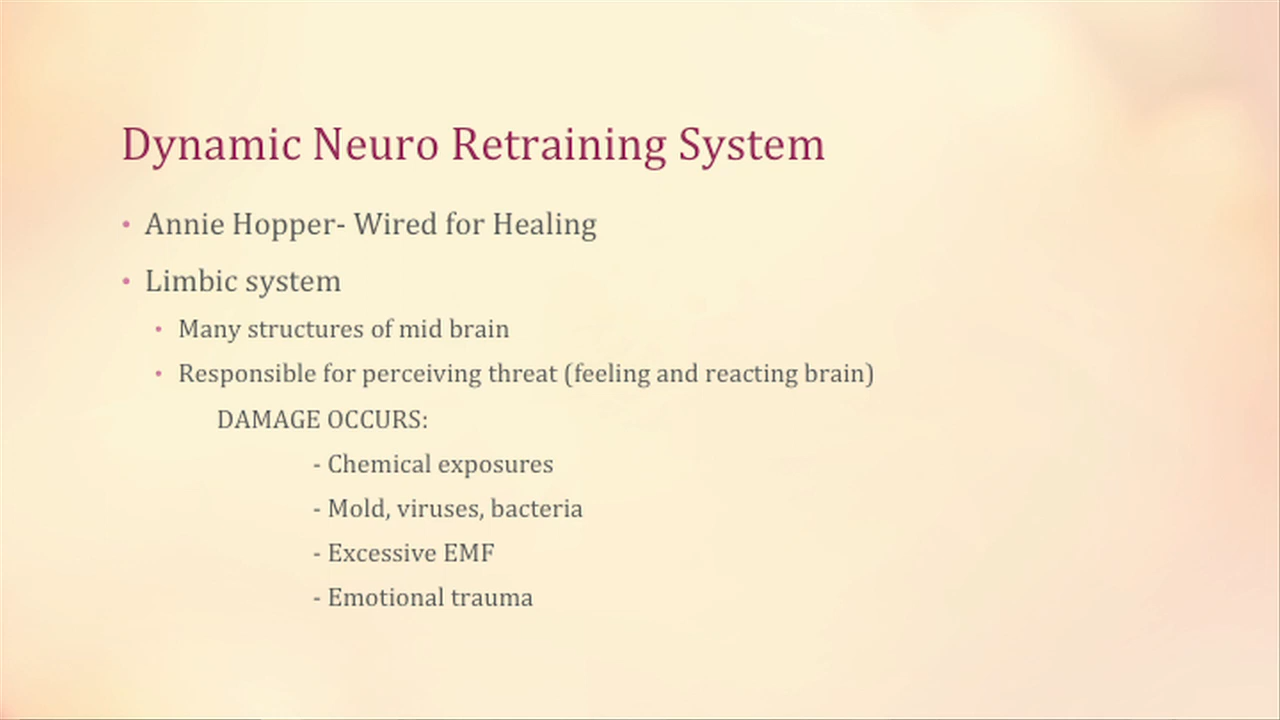 Dynamic Neuro Retraining System
• Annie Hopper- Wired for Healing
• Limbic system
• Many structures of mid brain
• Responsible for perceiving threat (feeling and reacting brain)
DAMAGE OCCURS:
- Chemical exposures
- Mold, viruses, bacteria
- Excessive EMF
- Emotional trauma